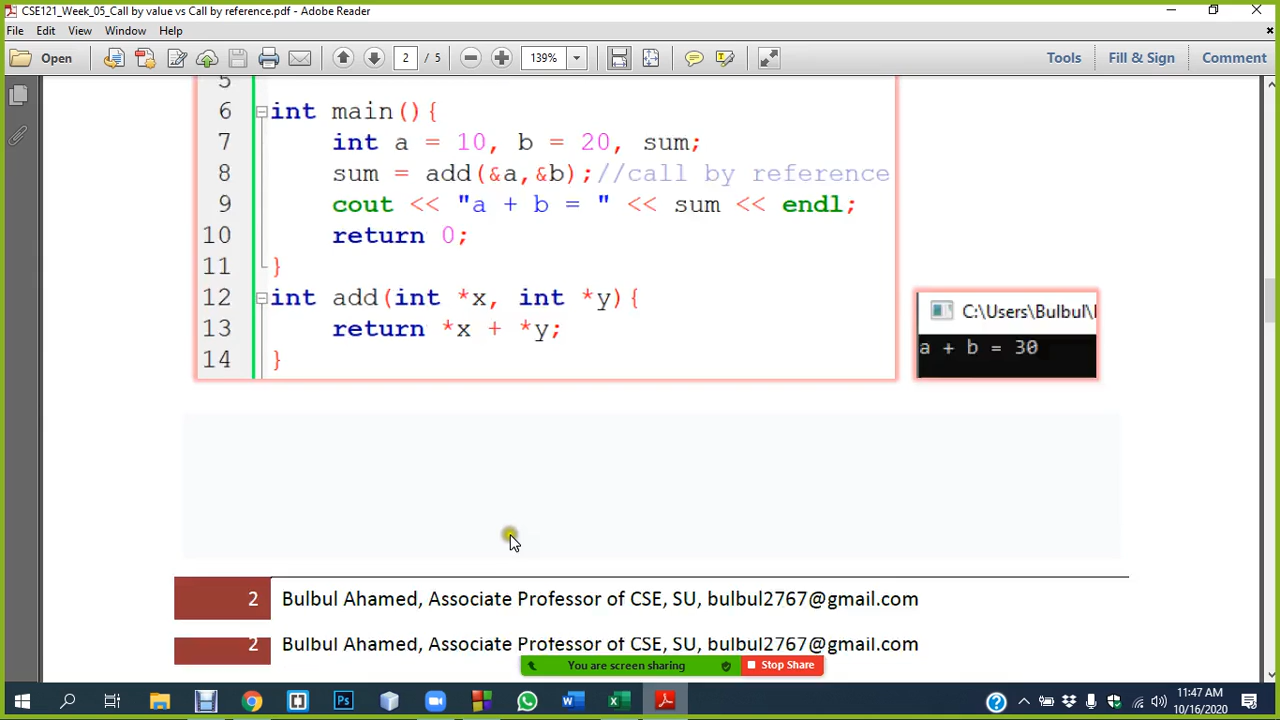 CSE121_Week_05_Call by value vs Call by reference.pdf - Adobe Reader
File Edit View Window Help
Open 2 / 5 139% Tools Fill & Sign Comment
5
6 int main(){
7 int a = 10, b = 20, sum;
8 sum = add(&a,&b);//call by reference
9 cout << "a + b = " << sum << endl;
10 return 0;
11 }
12 int add(int *x, int *y){
13 return *x + *y;
14 }
C:\Users\Bulbul\
a + b = 30
2 Bulbul Ahamed, Associate Professor of CSE, SU, bulbul2767@gmail.com
2 Bulbul Ahamed, Associate Professor of CSE, SU, bulbul2767@gmail.com
You are screen sharing Stop Share
11:47 AM
10/16/2020